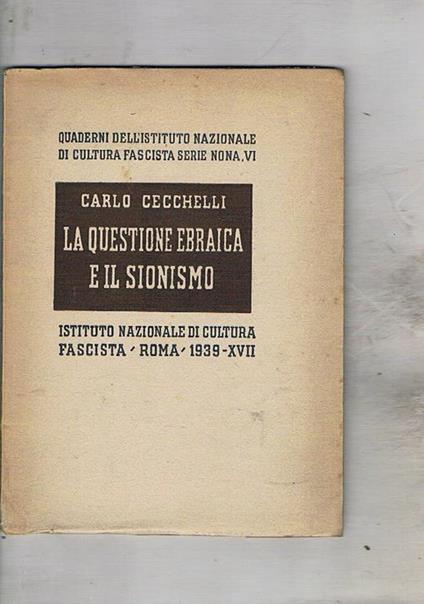 QUADERNI DELL'ISTITUTO NAZIONALE
DI CULTURA FASCISTA SERIE NONA, VI
CARLO CECCHELLI
LA QUESTIONE EBRAICA
E IL SIONISMO
ISTITUTO NAZIONALE DI CULTURA
FASCISTA - ROMA - 1939-XVII